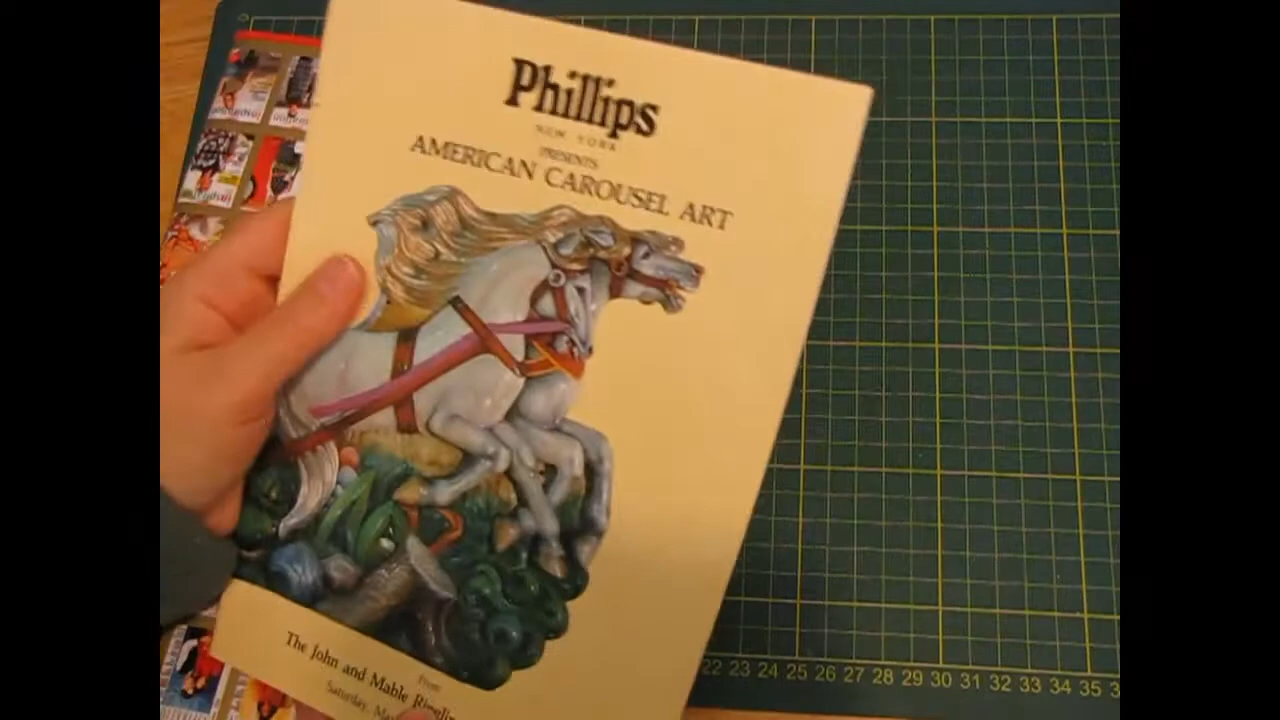 Phillips
NEW YORK
PRESENTS
AMERICAN CAROUSEL ART
From
The John and Mable
Saturday,
22 23 24 25 26 27 28 29 30 31 32 33 34 35
0